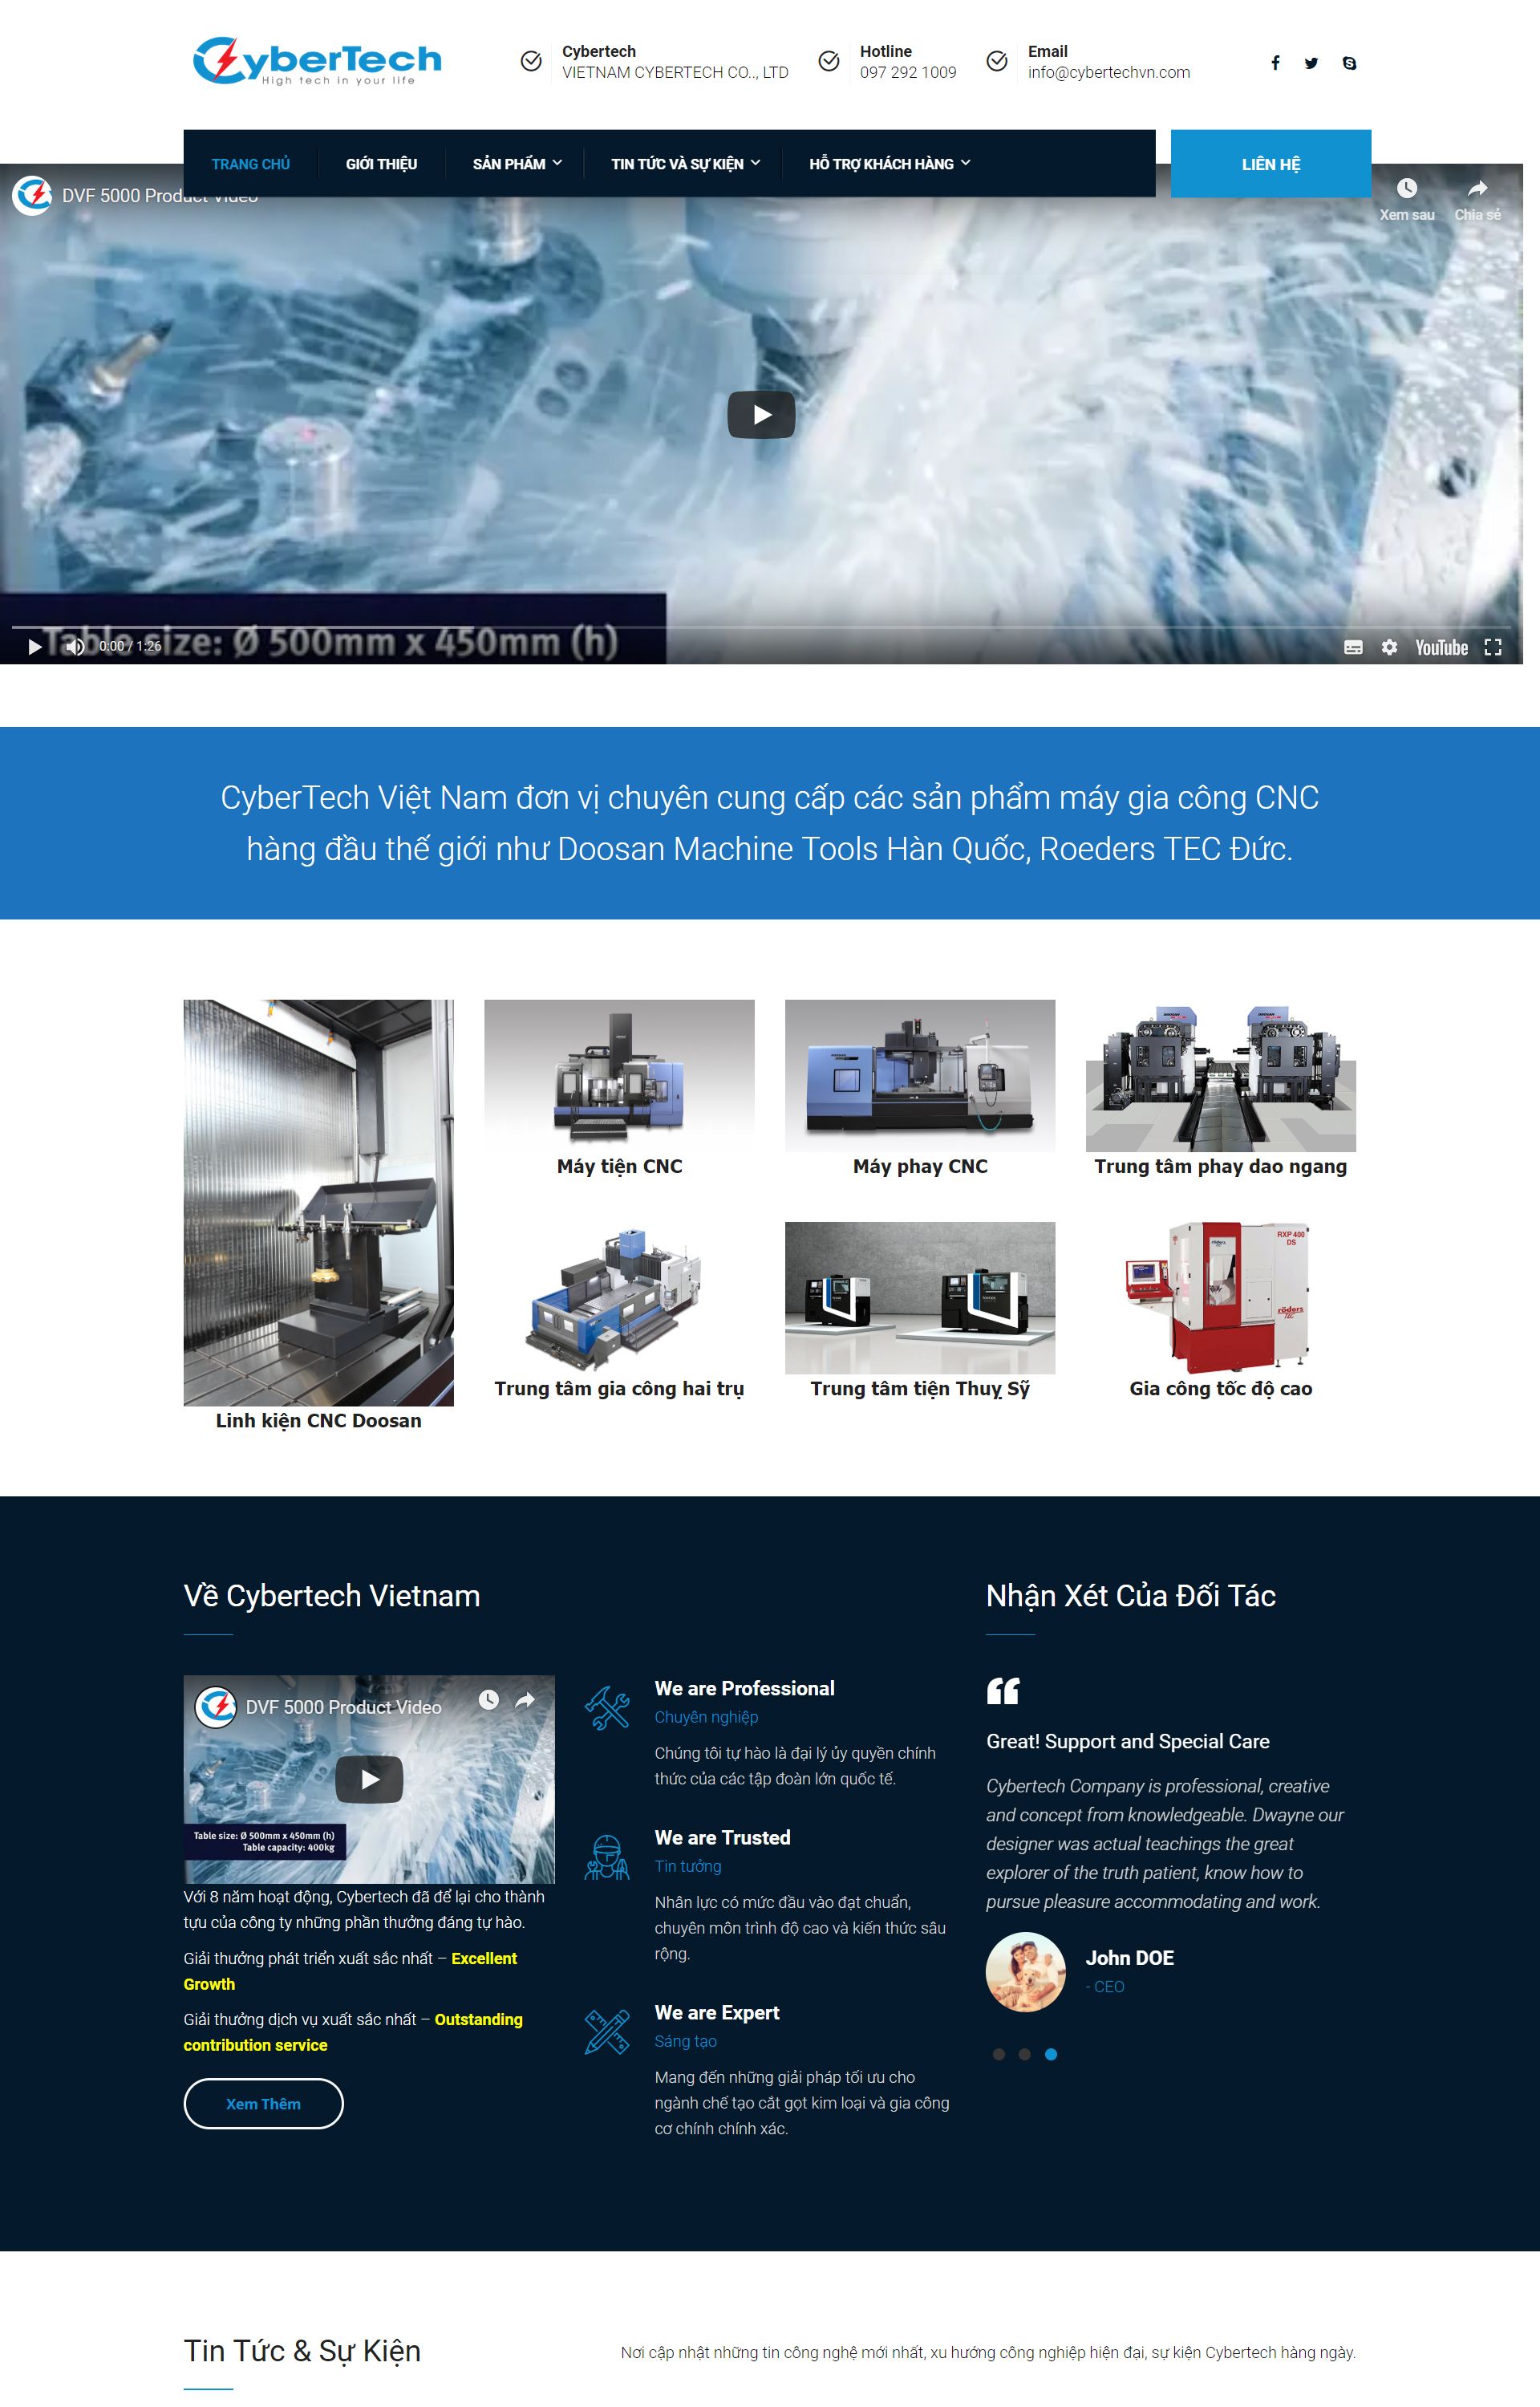 CyberTech
High tech in your life
Cybertech
VIETNAM CYBERTECH CO.., LTD
Hotline
097 292 1009
Email
info@cybertechvn.com
TRANG CHỦ
GIỚI THIỆU
SẢN PHẨM
TIN TỨC VÀ SỰ KIỆN
HỖ TRỢ KHÁCH HÀNG
LIÊN HỆ
DVF 5000 Product Video
Xem sau
Chia sẻ
Table size: Ø 500mm x 450mm (h)
0:00 / 1:26
YouTube
CyberTech Việt Nam đơn vị chuyên cung cấp các sản phẩm máy gia công CNC
hàng đầu thế giới như Doosan Machine Tools Hàn Quốc, Roeders TEC Đức.
Máy tiện CNC
Máy phay CNC
Trung tâm phay dao ngang
RXP 400
DS
röders
TEC
Trung tâm gia công hai trụ
Trung tâm tiện Thuỵ Sỹ
Gia công tốc độ cao
Linh kiện CNC Doosan
Về Cybertech Vietnam
DVF 5000 Product Video
Table size: Ø 500mm x 450mm (h)
Table capacity: 400kg
Với 8 năm hoạt động, Cybertech đã để lại cho thành
tựu của công ty những phần thưởng đáng tự hào.
Giải thưởng phát triển xuất sắc nhất – Excellent
Growth
Giải thưởng dịch vụ xuất sắc nhất – Outstanding
contribution service
Xem Thêm
We are Professional
Chuyên nghiệp
Chúng tôi tự hào là đại lý ủy quyền chính
thức của các tập đoàn lớn quốc tế.
We are Trusted
Tin tưởng
Nhân lực có mức đầu vào đạt chuẩn,
chuyên môn trình độ cao và kiến thức sâu
rộng.
We are Expert
Sáng tạo
Mang đến những giải pháp tối ưu cho
ngành chế tạo cắt gọt kim loại và gia công
cơ chính chính xác.
Nhận Xét Của Đối Tác
Great! Support and Special Care
Cybertech Company is professional, creative
and concept from knowledgeable. Dwayne our
designer was actual teachings the great
explorer of the truth patient, know how to
pursue pleasure accommodating and work.
John DOE
- CEO
Tin Tức & Sự Kiện
Nơi cập nhật những tin công nghệ mới nhất, xu hướng công nghiệp hiện đại, sự kiện Cybertech hàng ngày.